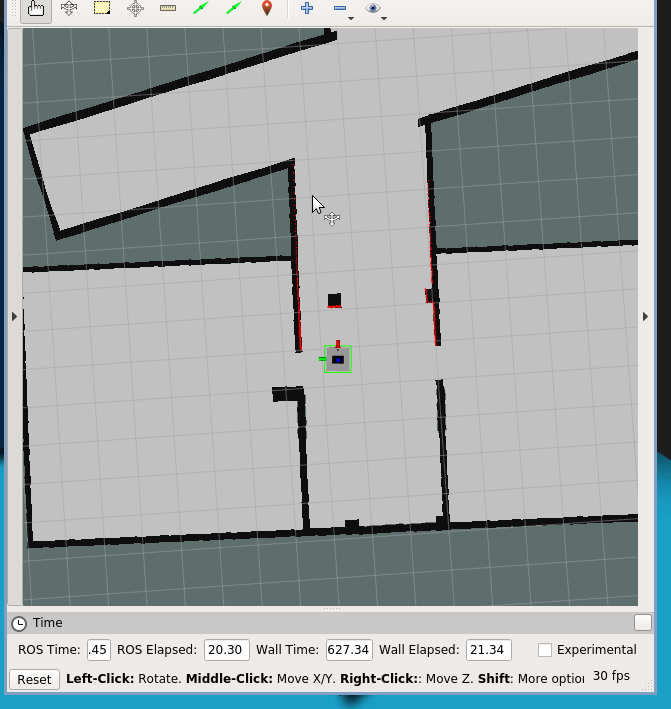 Time
ROS Time: .45 ROS Elapsed: 20.30 Wall Time: 627.34 Wall Elapsed: 21.34 Experimental
Reset Left-Click: Rotate. Middle-Click: Move X/Y. Right-Click:: Move Z. Shift: More optior 30 fps